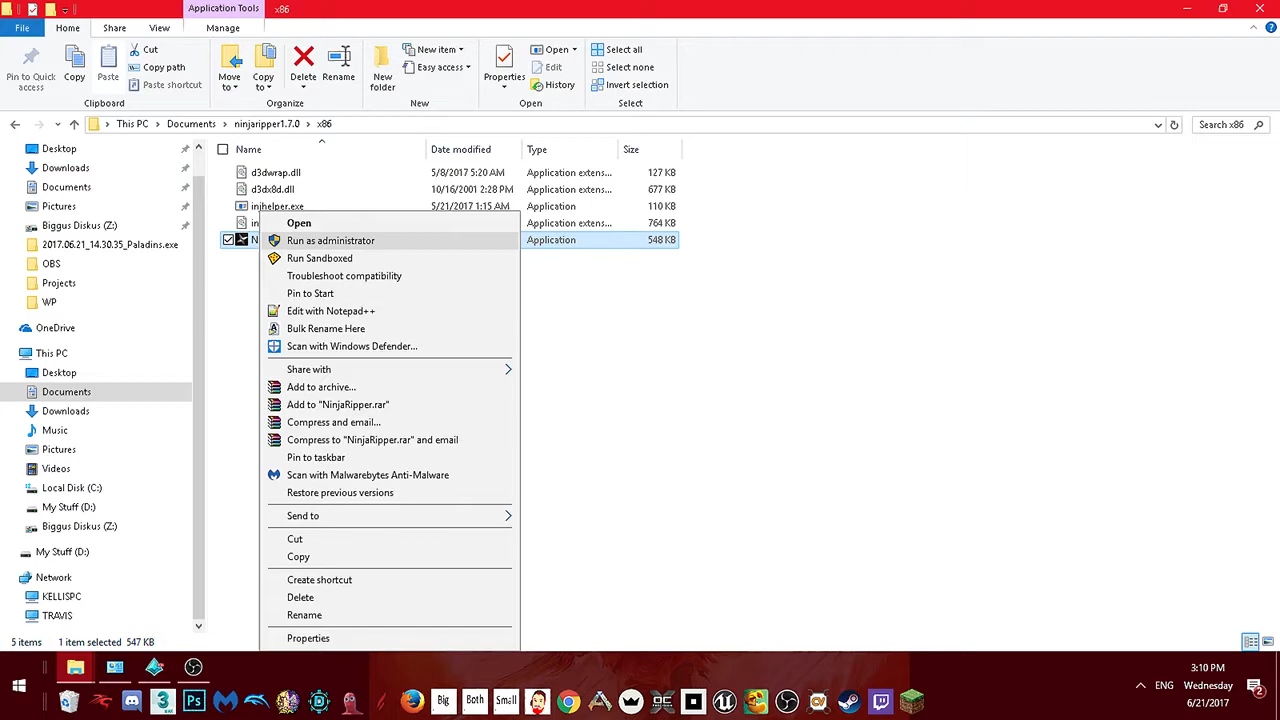 Application Tools
x86
File
Home
Share
View
Manage
Pin to Quick access
Copy
Paste
Cut
Copy path
Paste shortcut
Clipboard
Move to
Copy to
Delete
Rename
Organize
New folder
New item
Easy access
New
Properties
Open
Edit
History
Open
Select all
Select none
Invert selection
Select
This PC > Documents > ninjaripper1.7.0 > x86
Search x86
Name
Date modified
Type
Size
d3dwrap.dll 5/8/2017 5:20 AM Application extens... 127 KB
d3dx8d.dll 10/16/2001 2:28 PM Application extens... 677 KB
injhelper.exe 5/21/2017 1:15 AM Application 110 KB
in Application extens... 764 KB
N Application 548 KB
Open
Run as administrator
Run Sandboxed
Troubleshoot compatibility
Pin to Start
Edit with Notepad++
Bulk Rename Here
Scan with Windows Defender...
Share with
Add to archive...
Add to "NinjaRipper.rar"
Compress and email...
Compress to "NinjaRipper.rar" and email
Pin to taskbar
Scan with Malwarebytes Anti-Malware
Restore previous versions
Send to
Cut
Copy
Create shortcut
Delete
Rename
Properties
Desktop
Downloads
Documents
Pictures
Biggus Diskus (Z:)
2017.06.21_14.30.35_Paladins.exe
OBS
Projects
WP
OneDrive
This PC
Desktop
Documents
Downloads
Music
Pictures
Videos
Local Disk (C:)
My Stuff (D:)
Biggus Diskus (Z:)
My Stuff (D:)
Network
KELLISPC
TRAVIS
5 items
1 item selected 547 KB
3:10 PM
ENG Wednesday
6/21/2017
2
3
Ps
Big
Both
Small
CV